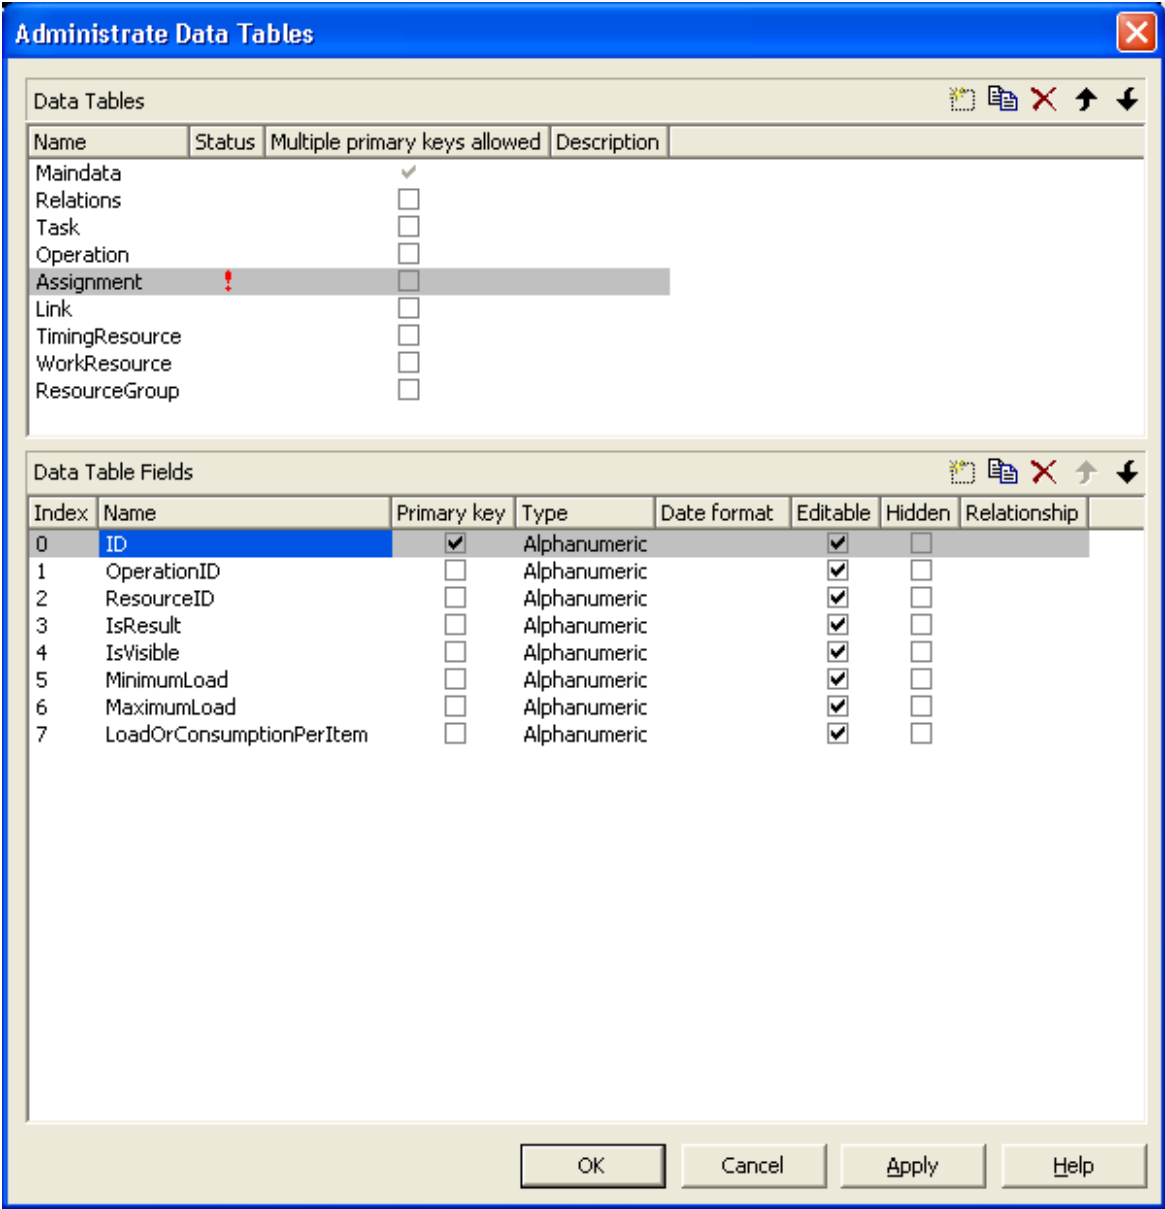 Administrate Data Tables
Data Tables
Name Status Multiple primary keys allowed Description
Maindata
Relations
Task
Operation
Assignment !
Link
TimingResource
WorkResource
ResourceGroup
Data Table Fields
Index Name Primary key Type Date format Editable Hidden Relationship
0 ID Alphanumeric
1 OperationID Alphanumeric
2 ResourceID Alphanumeric
3 IsResult Alphanumeric
4 IsVisible Alphanumeric
5 MinimumLoad Alphanumeric
6 MaximumLoad Alphanumeric
7 LoadOrConsumptionPerItem Alphanumeric
OK Cancel Apply Help